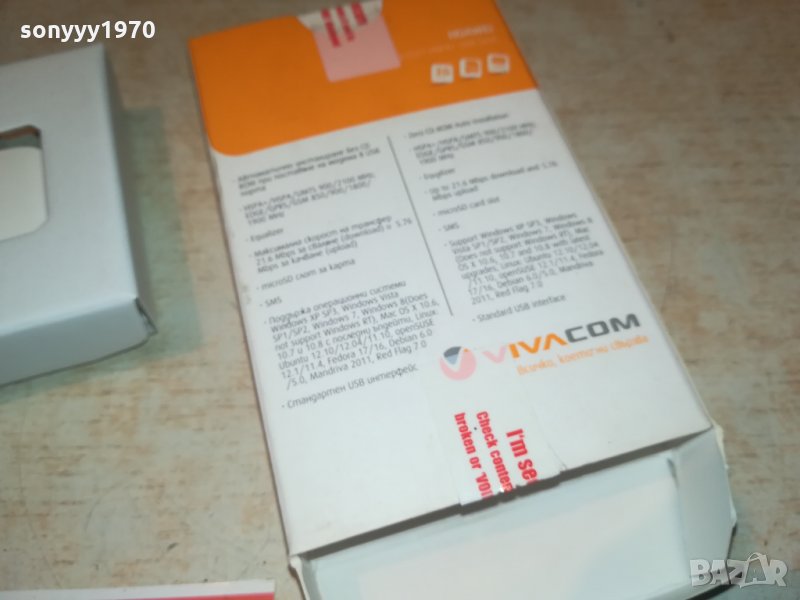 sonyyy1970
HUAWEI
· Автоматично инсталиране без CD
ROM при поставяне на модема в USB
порта
· HSPA+/HSPA/UMTS 900/2100 MHz,
EDGE/GPRS/GSM 850/900/1800/
1900 MHz
· Equalizer
· Максимална скорост на трансфер
21.6 Mbps за сваляне (download) и 5.76
Mbps за качване (upload)
· microSD слот за карта
· SMS
· Поддържа операционни системи
Windows XP SP3, Windows Vista
SP1/SP2, Windows 7, Windows 8(Does
not support Windows RT), Mac OS X 10.6,
10.7 и 10.8 с последни ъпдейти, Linux:
Ubuntu 12.10/12.04/11.10, openSUSE
12.1/11.4, Fedora 17/16, Debian 6.0
/5.0, Mandriva 2011, Red Flag 7.0
· Стандартен USB интерфейс
· Zero CD-ROM Auto installation
· HSPA+/HSPA/UMTS 900/2100 MHz,
EDGE/GPRS/GSM 850/900/1800/
1900 MHz
· Equalizer
· Up to 21.6 Mbps download and 5.76
Mbps upload
· microSD card slot
· SMS
· Support Windows XP SP3, Windows
Vista SP1/SP2, Windows 7, Windows 8
(Does not support Windows RT), Mac
OS X 10.6, 10.7 and 10.8 with latest
upgrades, Linux: Ubuntu 12.10/12.04
/11.10, openSUSE 12.1/11.4, Fedora
17/16, Debian 6.0/5.0, Mandriva
2011, Red Flag 7.0
· Standard USB interface
VIVACOM
Всичко, което ни свързва
I'm se
Check conten
broken or 'VOI
BAZAR